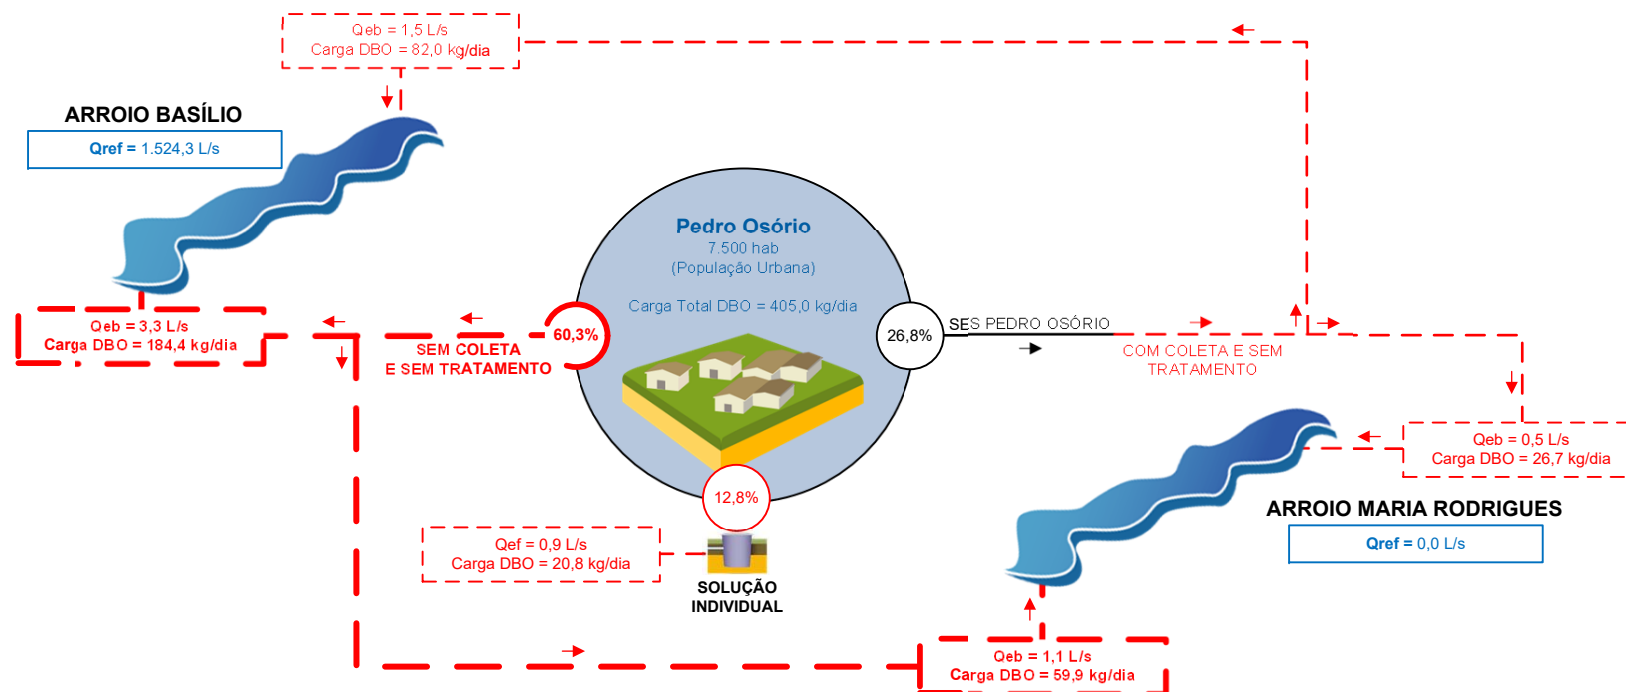 Qeb = 1,5 L/s
Carga DBO = 82,0 kg/dia
ARROIO BASÍLIO
Qref = 1.524,3 L/s
Pedro Osório
7.500 hab
(População Urbana)
Carga Total DBO = 405,0 kg/dia
Qeb = 3,3 L/s
Carga DBO = 184,4 kg/dia
SEM COLETA
E SEM TRATAMENTO
60,3%
26,8%
SES PEDRO OSÓRIO
COM COLETA E SEM
TRATAMENTO
Qeb = 0,5 L/s
Carga DBO = 26,7 kg/dia
ARROIO MARIA RODRIGUES
Qref = 0,0 L/s
12,8%
Qef = 0,9 L/s
Carga DBO = 20,8 kg/dia
SOLUÇÃO
INDIVIDUAL
Qeb = 1,1 L/s
Carga DBO = 59,9 kg/dia